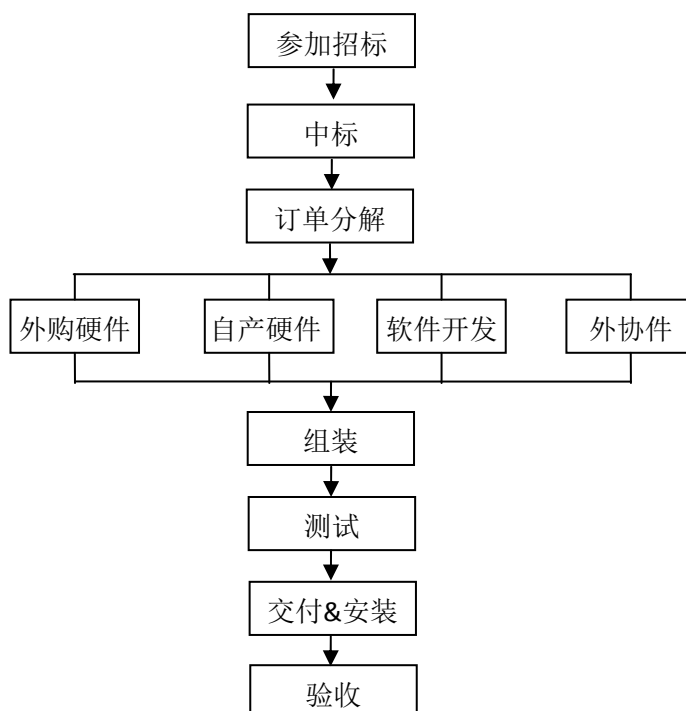 参加招标
中标
订单分解
外购硬件
自产硬件
软件开发
外协件
组装
测试
交付&安装
验收